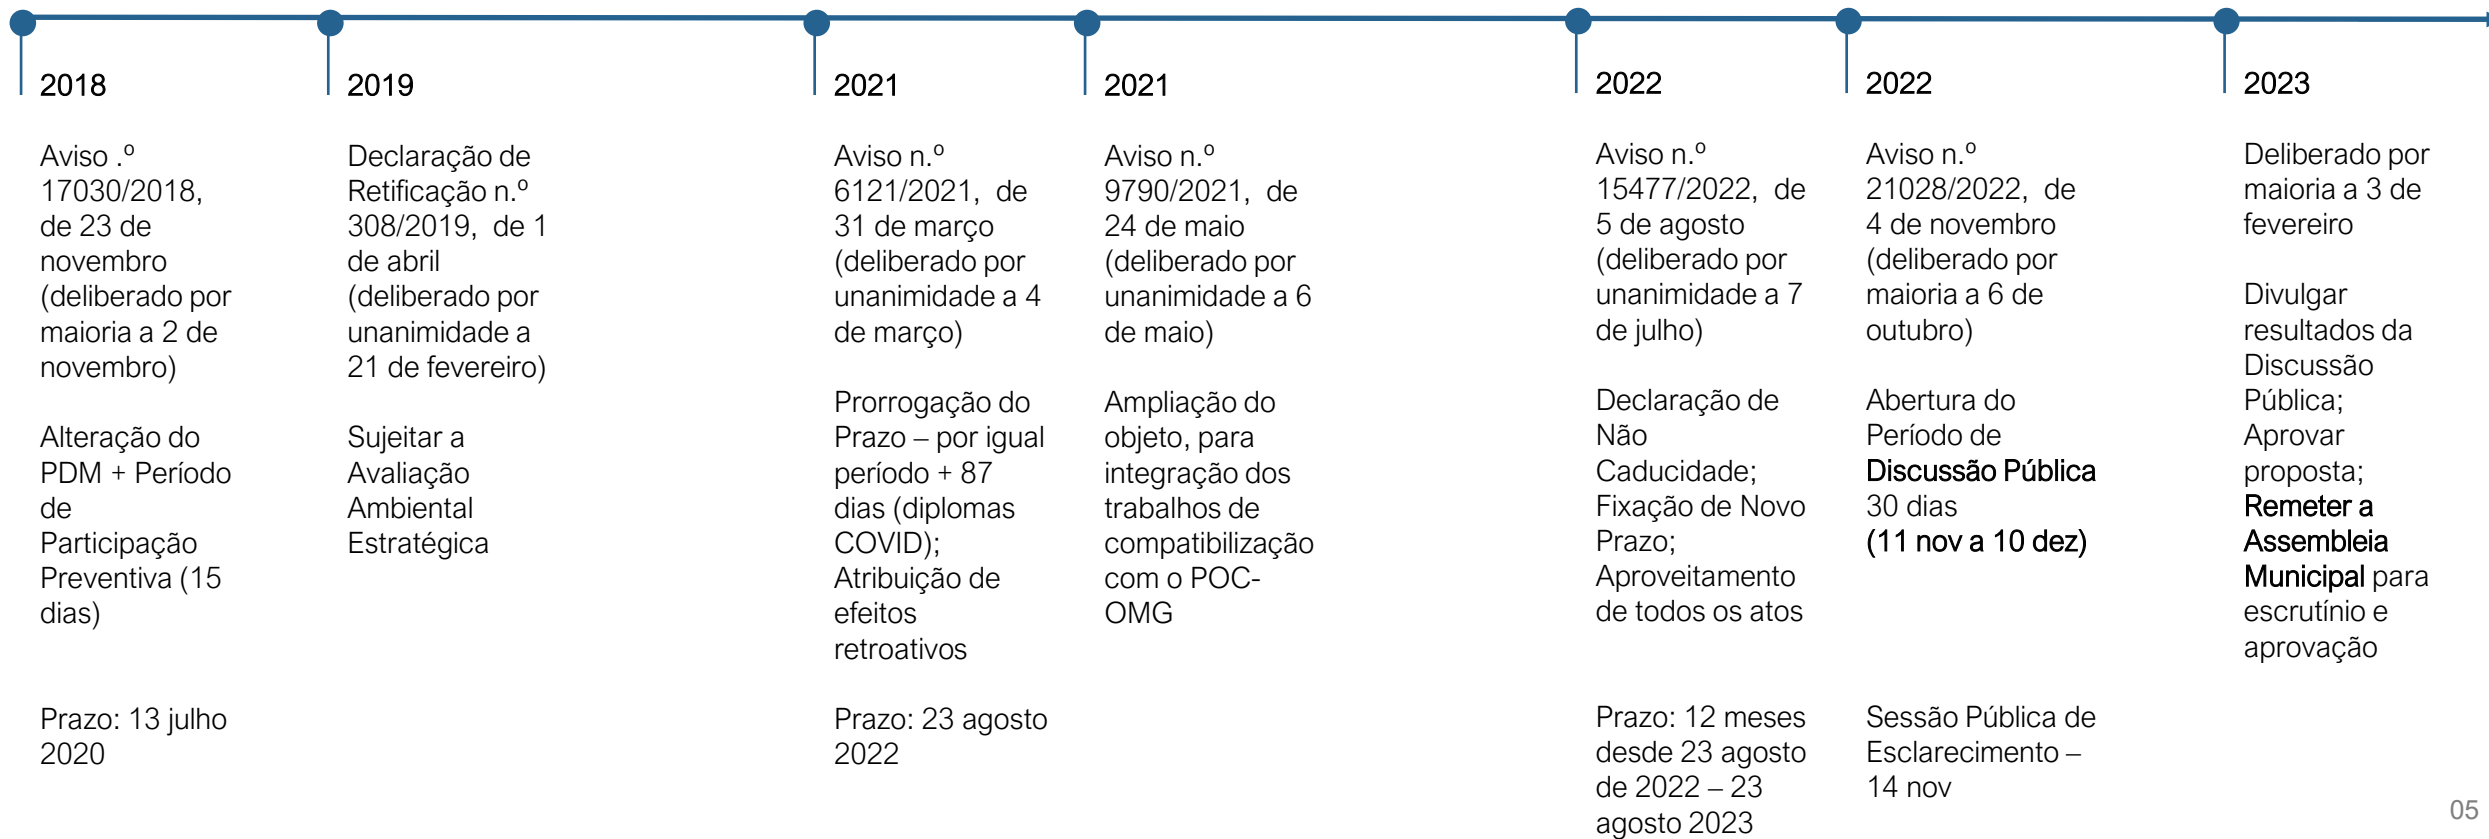 2018
Aviso .º
17030/2018,
de 23 de
novembro
(deliberado por
maioria a 2 de
novembro)
Alteração do
PDM + Período
de
Participação
Preventiva (15
dias)
Prazo: 13 julho
2020
2019
Declaração de
Retificação n.º
308/2019, de 1
de abril
(deliberado por
unanimidade a
21 de fevereiro)
Sujeitar a
Avaliação
Ambiental
Estratégica
2021
Aviso n.º
6121/2021, de
31 de março
(deliberado por
unanimidade a 4
de março)
Prorrogação do
Prazo – por igual
período + 87
dias (diplomas
COVID);
Atribuição de
efeitos
retroativos
Prazo: 23 agosto
2022
2021
Aviso n.º
9790/2021, de
24 de maio
(deliberado por
unanimidade a 6
de maio)
Ampliação do
objeto, para
integração dos
trabalhos de
compatibilização
com o POC-
OMG
2022
Aviso n.º
15477/2022, de
5 de agosto
(deliberado por
unanimidade a 7
de julho)
Declaração de
Não
Caducidade;
Fixação de Novo
Prazo;
Aproveitamento
de todos os atos
Prazo: 12 meses
desde 23 agosto
de 2022 – 23
agosto 2023
2022
Aviso n.º
21028/2022, de
4 de novembro
(deliberado por
maioria a 6 de
outubro)
Abertura do
Período de
Discussão Pública
30 dias
(11 nov a 10 dez)
Sessão Pública de
Esclarecimento –
14 nov
2023
Deliberado por
maioria a 3 de
fevereiro
Divulgar
resultados da
Discussão
Pública;
Aprovar
proposta;
Remeter a
Assembleia
Municipal para
escrutínio e
aprovação
05